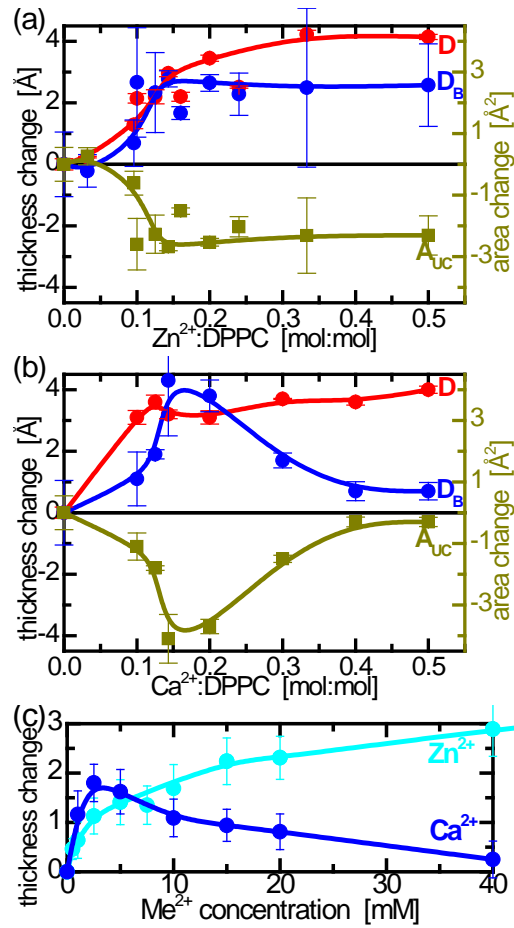 (a)
4
2
0
-2
-4
thickness change [Å]
D
D_B
A_UC
3
1
-1
-3
area change [Å²]
0.0 0.1 0.2 0.3 0.4 0.5
Zn²⁺:DPPC [mol:mol]
(b)
4
2
0
-2
-4
thickness change [Å]
D
D_B
A_UC
3
1
-1
-3
area change [Å²]
0.0 0.1 0.2 0.3 0.4 0.5
Ca²⁺:DPPC [mol:mol]
(c)
3
2
1
0
thickness change
Zn²⁺
Ca²⁺
0 10 20 30 40
Me²⁺ concentration [mM]